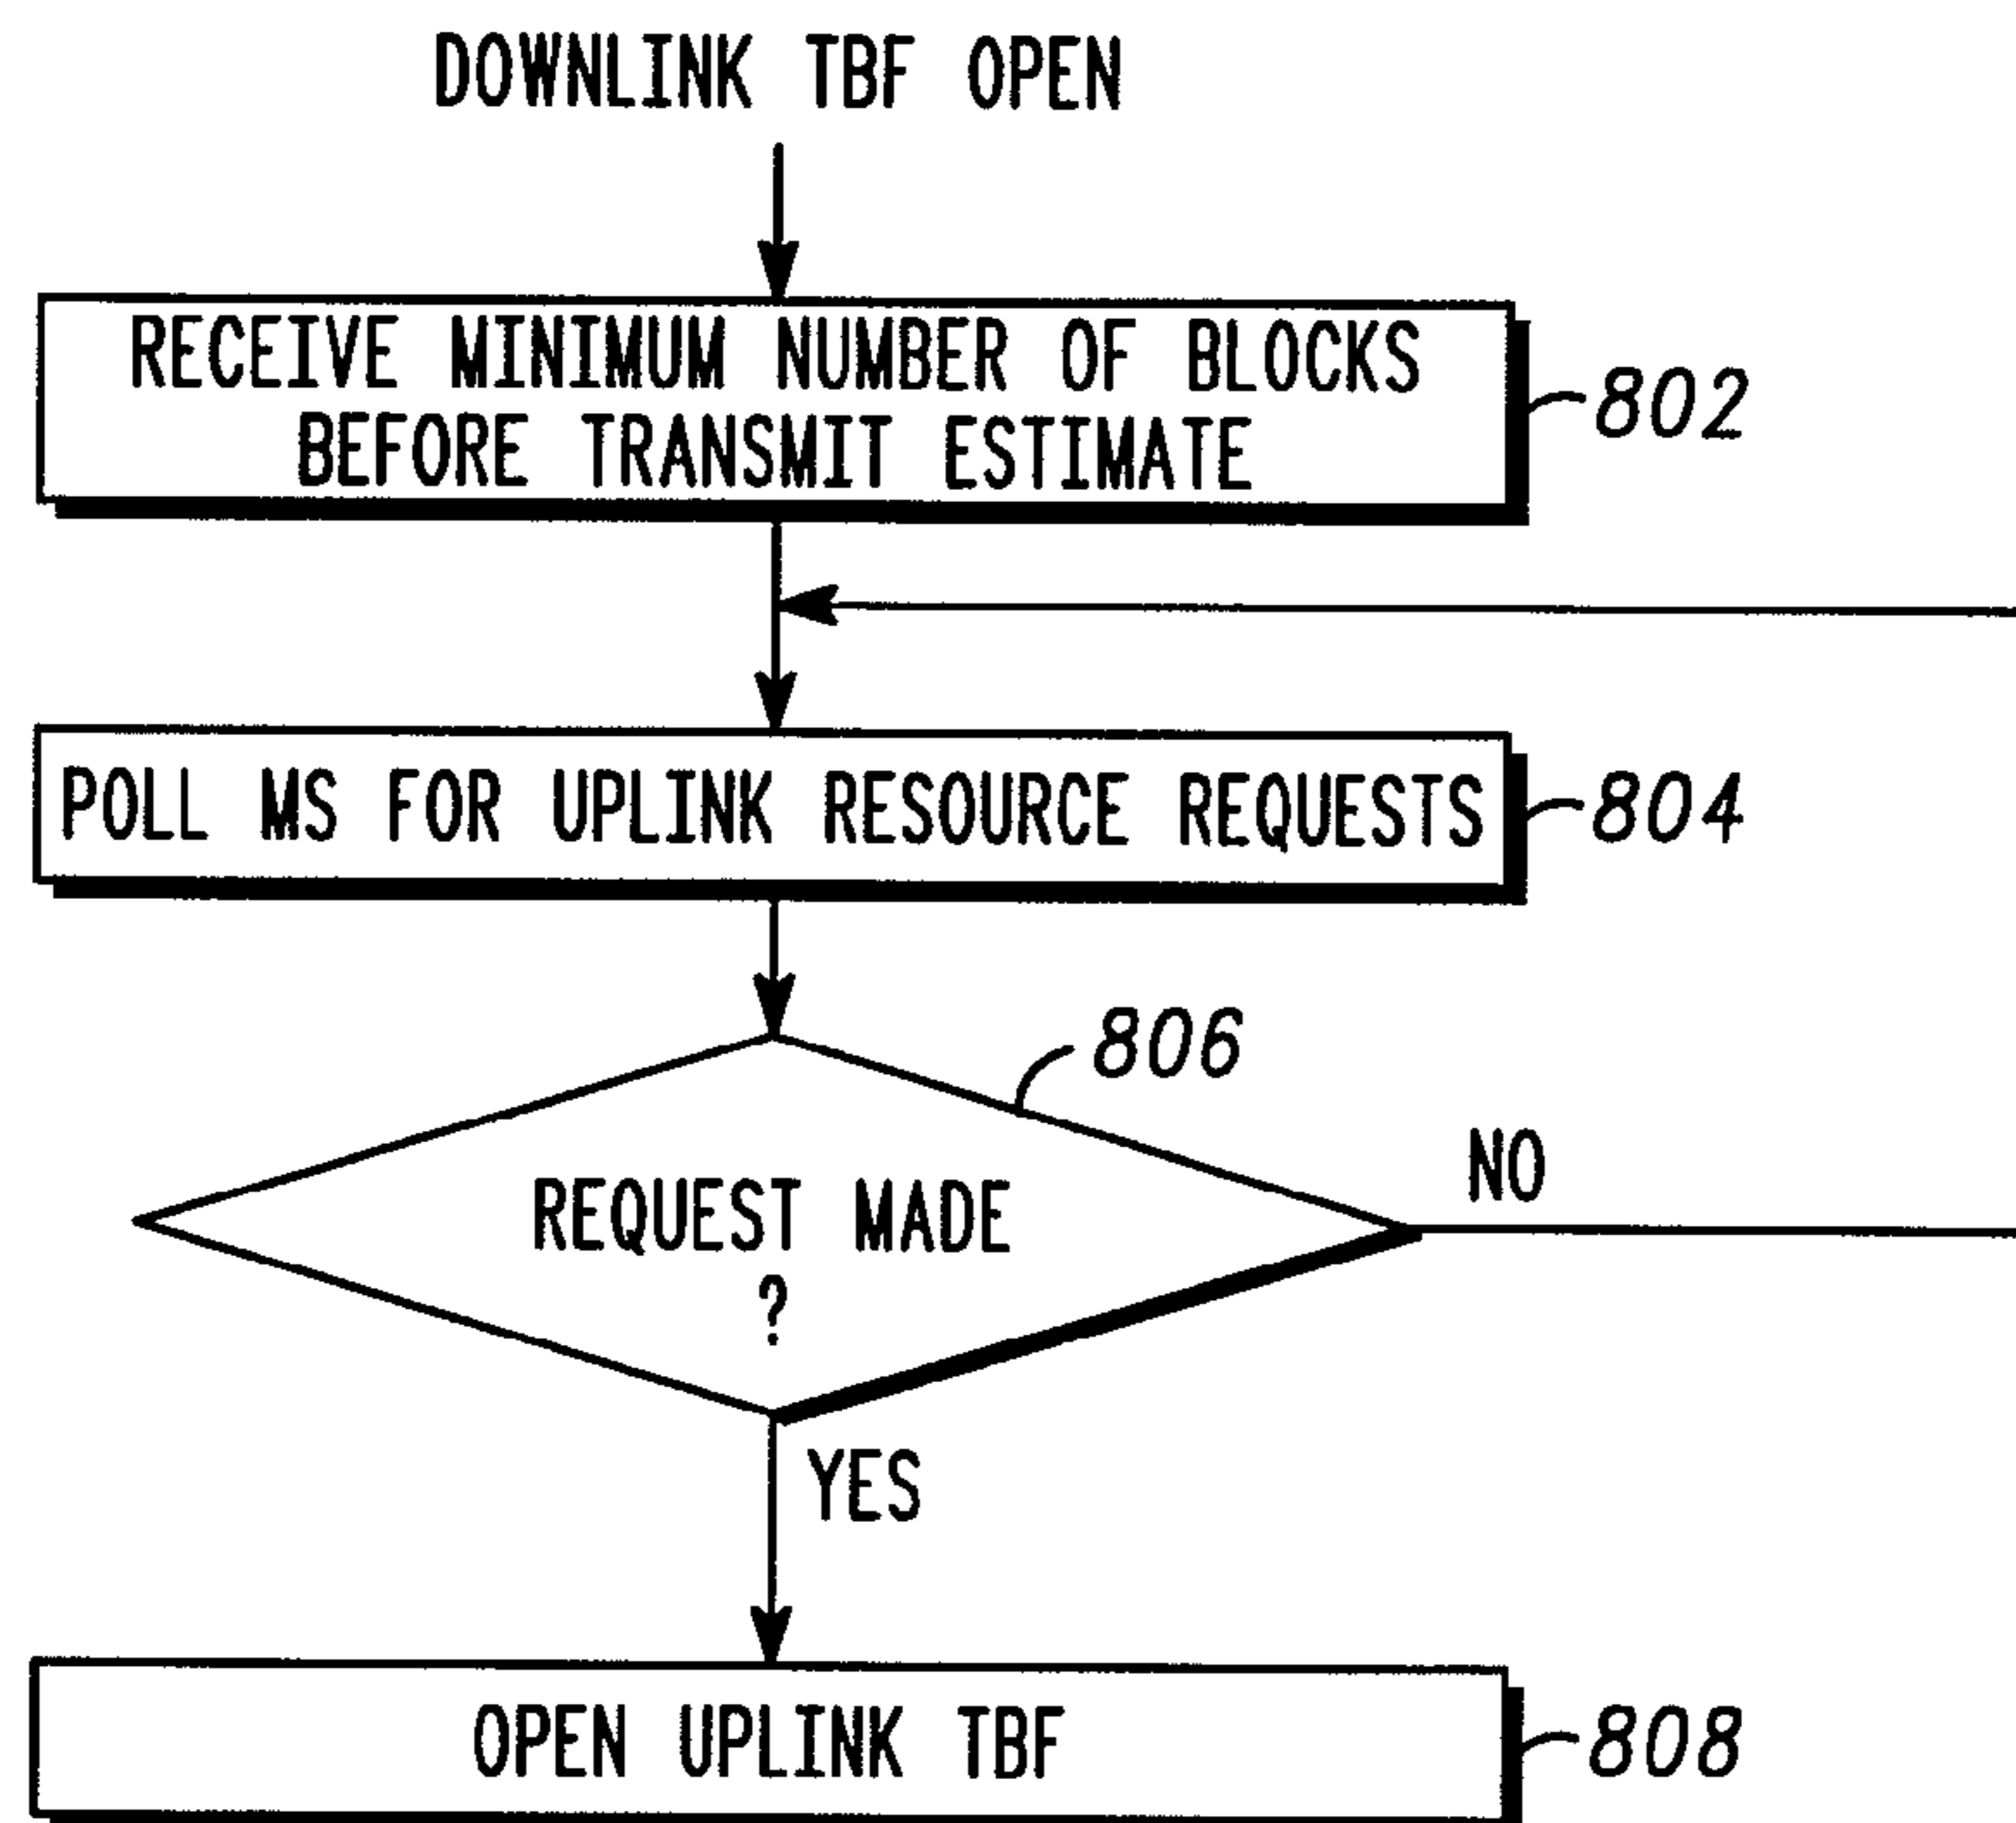 DOWNLINK TBF OPEN
RECEIVE MINIMUM NUMBER OF BLOCKS
BEFORE TRANSMIT ESTIMATE
802
POLL MS FOR UPLINK RESOURCE REQUESTS
804
806
REQUEST MADE
?
NO
YES
OPEN UPLINK TBF
808